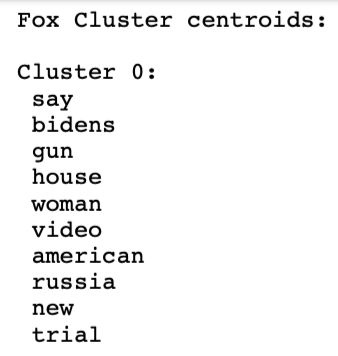 Fox Cluster centroids:
Cluster 0:
say
bidens
gun
house
woman
video
american
russia
new
trial